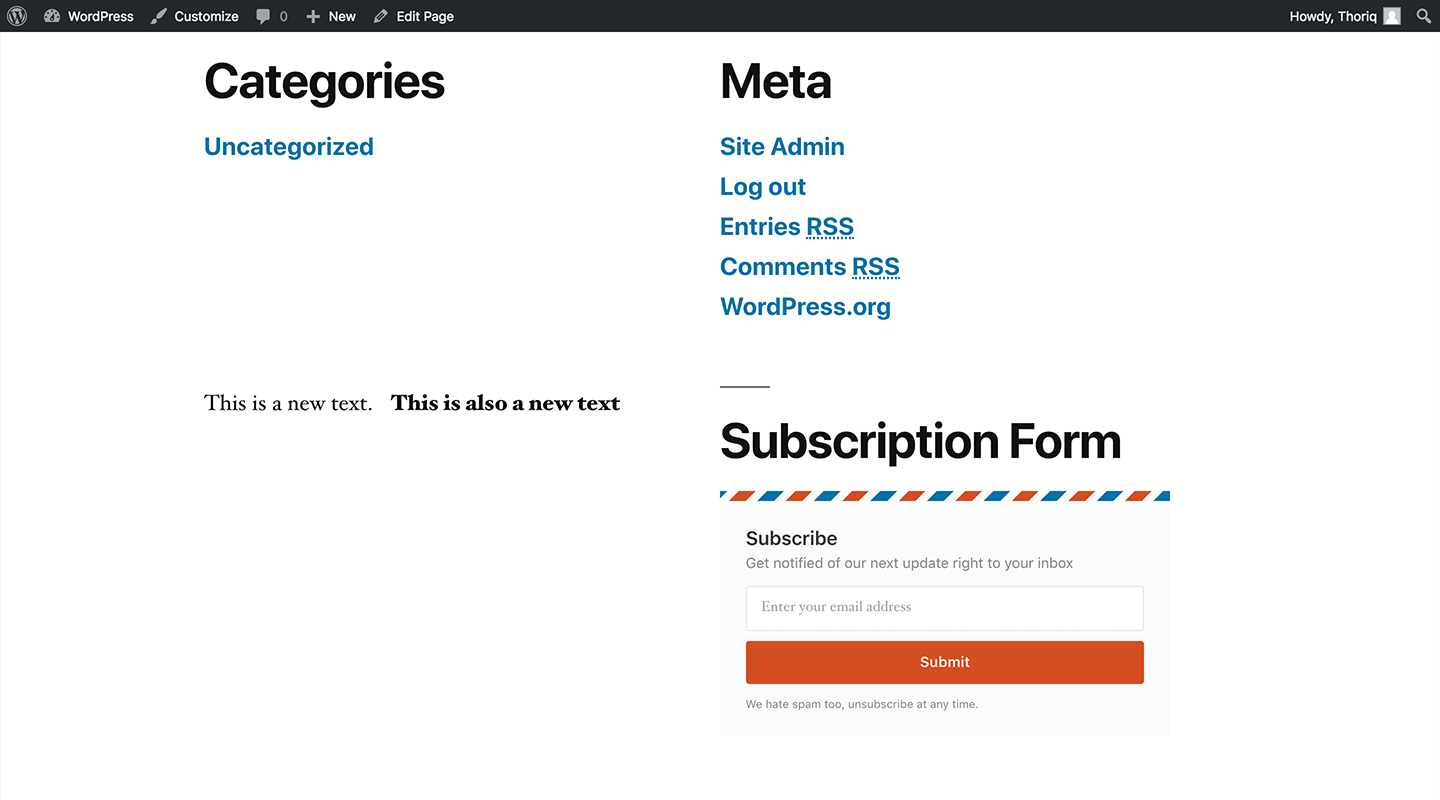 WordPress Customize 0 New Edit Page Howdy, Thoriq
Categories
Uncategorized
Meta
Site Admin
Log out
Entries RSS
Comments RSS
WordPress.org
This is a new text. This is also a new text
Subscription Form
Subscribe
Get notified of our next update right to your inbox
Enter your email address
Submit
We hate spam too, unsubscribe at any time.